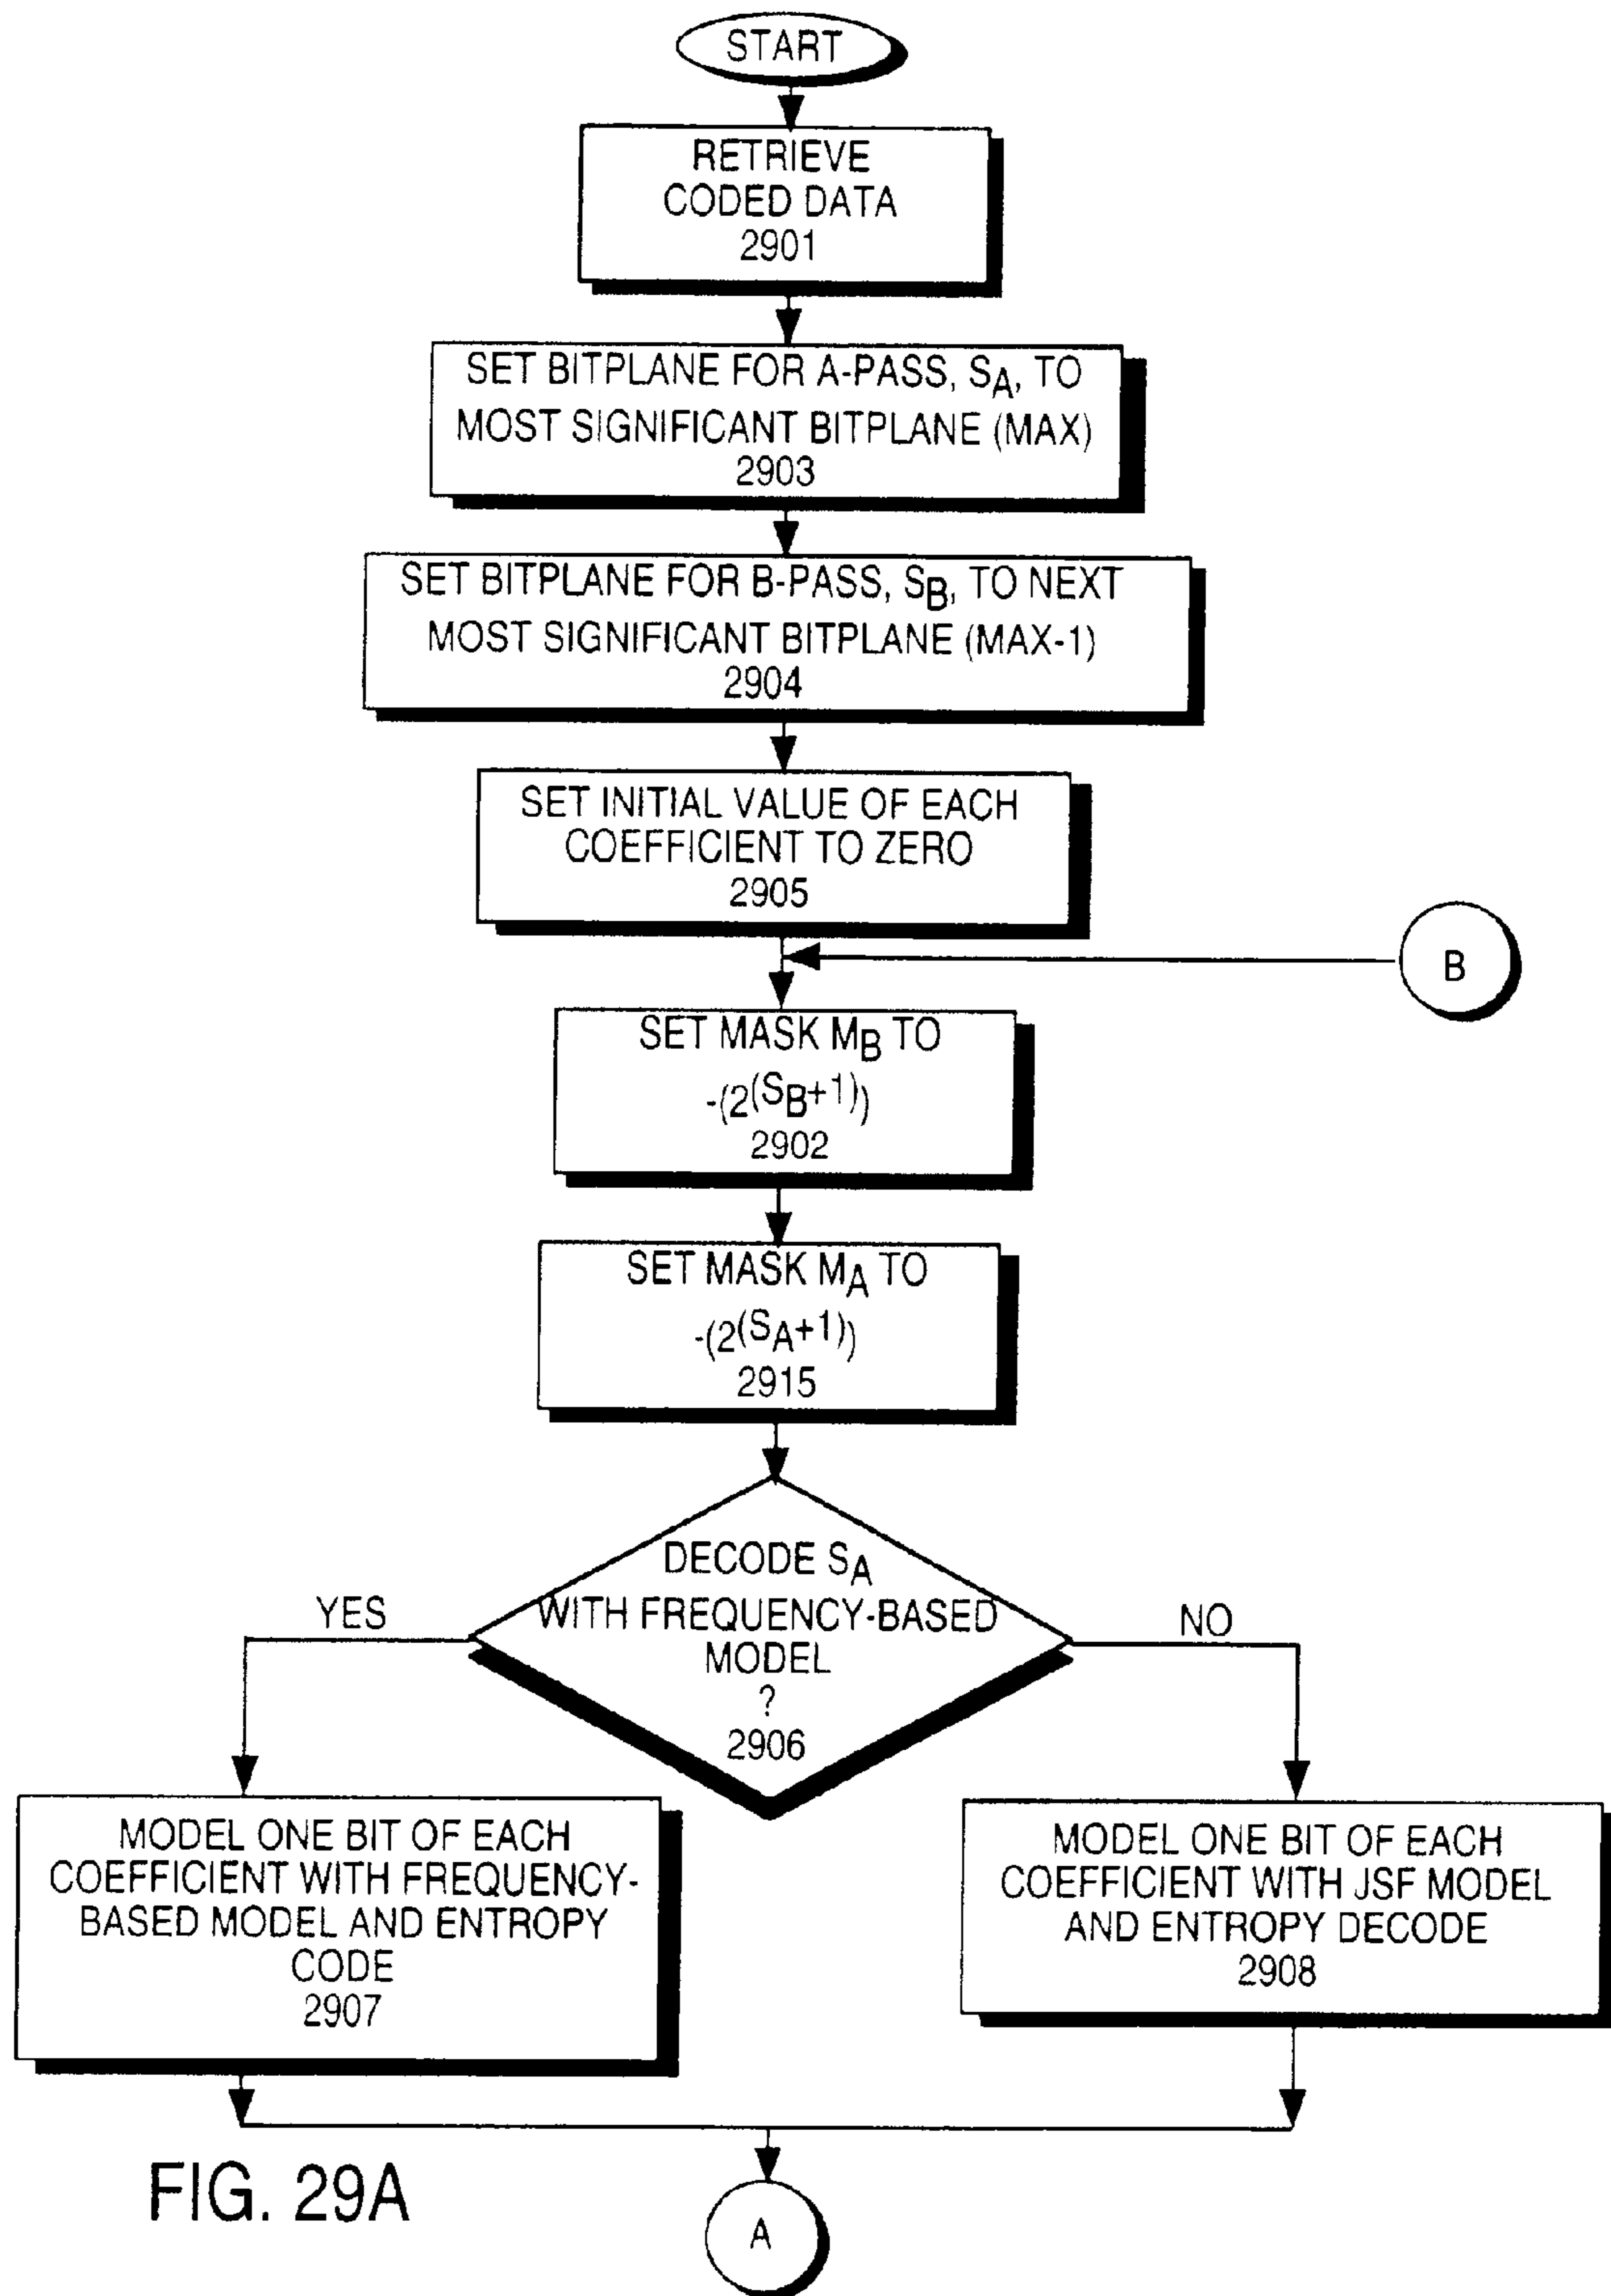 START
RETRIEVE
CODED DATA
2901
SET BITPLANE FOR A-PASS, SA, TO
MOST SIGNIFICANT BITPLANE (MAX)
2903
SET BITPLANE FOR B-PASS, SB, TO NEXT
MOST SIGNIFICANT BITPLANE (MAX-1)
2904
SET INITIAL VALUE OF EACH
COEFFICIENT TO ZERO
2905
B
SET MASK MB TO
-(2(SB+1))
2902
SET MASK MA TO
-(2(SA+1))
2915
DECODE SA
WITH FREQUENCY-BASED
MODEL
?
2906
YES
NO
MODEL ONE BIT OF EACH
COEFFICIENT WITH FREQUENCY-
BASED MODEL AND ENTROPY
CODE
2907
MODEL ONE BIT OF EACH
COEFFICIENT WITH JSF MODEL
AND ENTROPY DECODE
2908
FIG. 29A
A